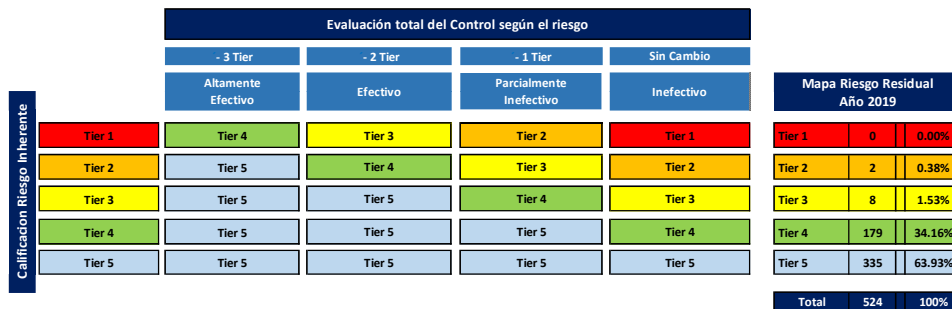 Evaluación total del Control según el riesgo
- 3 Tier - 2 Tier - 1 Tier Sin Cambio
Altamente Efectivo Efectivo Parcialmente Inefectivo Inefectivo
Mapa Riesgo Residual
Año 2019
Calificacion Riesgo Inherente
Tier 1 Tier 4 Tier 3 Tier 2 Tier 1 Tier 1 0 0.00%
Tier 2 Tier 5 Tier 4 Tier 3 Tier 2 Tier 2 2 0.38%
Tier 3 Tier 5 Tier 5 Tier 4 Tier 3 Tier 3 8 1.53%
Tier 4 Tier 5 Tier 5 Tier 5 Tier 4 Tier 4 179 34.16%
Tier 5 Tier 5 Tier 5 Tier 5 Tier 5 Tier 5 335 63.93%
Total 524 100%